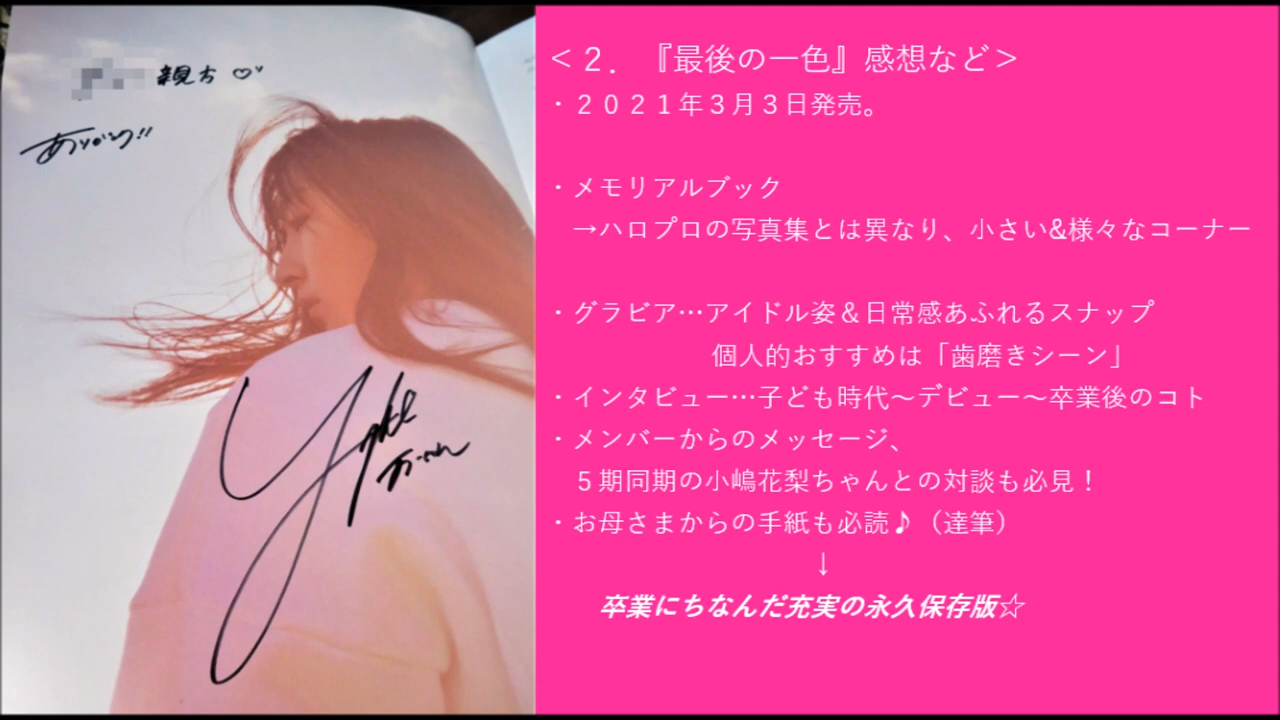 親方♡
ありがとう!!
＜２．『最後の一色』感想など＞
・２０２１年３月３日発売。
・メモリアルブック
→ハロプロの写真集とは異なり、小さい&様々なコーナー
・グラビア…アイドル姿＆日常感あふれるスナップ
個人的おすすめは「歯磨きシーン」
・インタビュー…子ども時代～デビュー～卒業後のコト
・メンバーからのメッセージ、
５期同期の小嶋花梨ちゃんとの対談も必見！
・お母さまからの手紙も必読♪（達筆）
↓
卒業にちなんだ充実の永久保存版☆